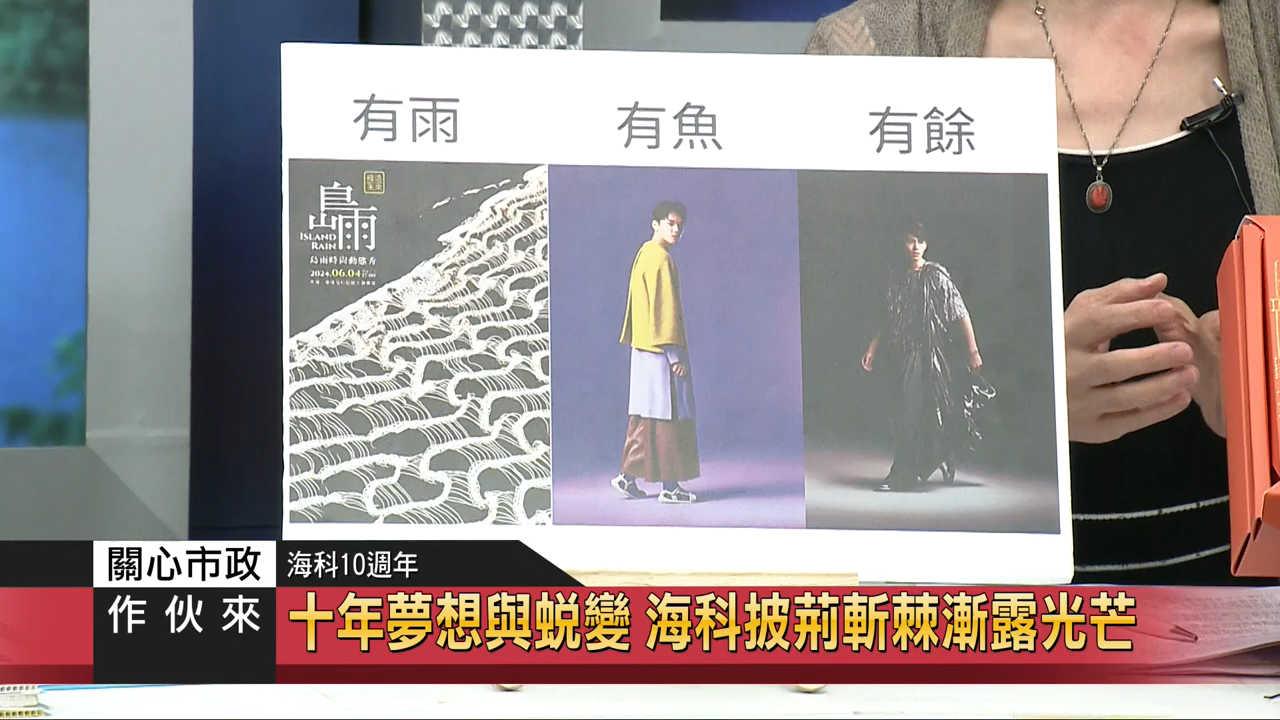 有雨
有魚
有餘
島雨
ISLAND
RAIN
島雨時尚動態秀
2024.06.04
關心市政
作伙來
海科10週年
十年夢想與蛻變 海科披荊斬棘漸露光芒